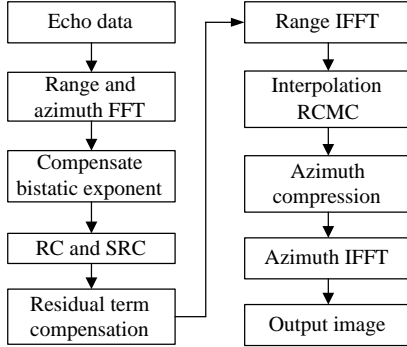 Echo data
Range and
azimuth FFT
Compensate
bistatic exponent
RC and SRC
Residual term
compensation
Range IFFT
Interpolation
RCMC
Azimuth
compression
Azimuth IFFT
Output image